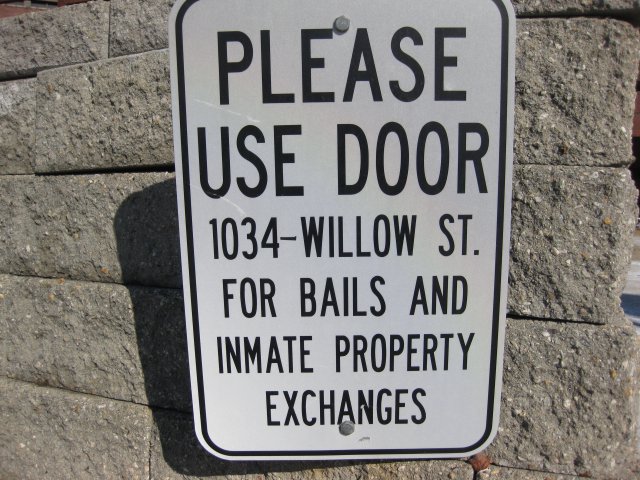 PLEASE
USE DOOR
1034-WILLOW ST.
FOR BAILS AND
INMATE PROPERTY
EXCHANGES